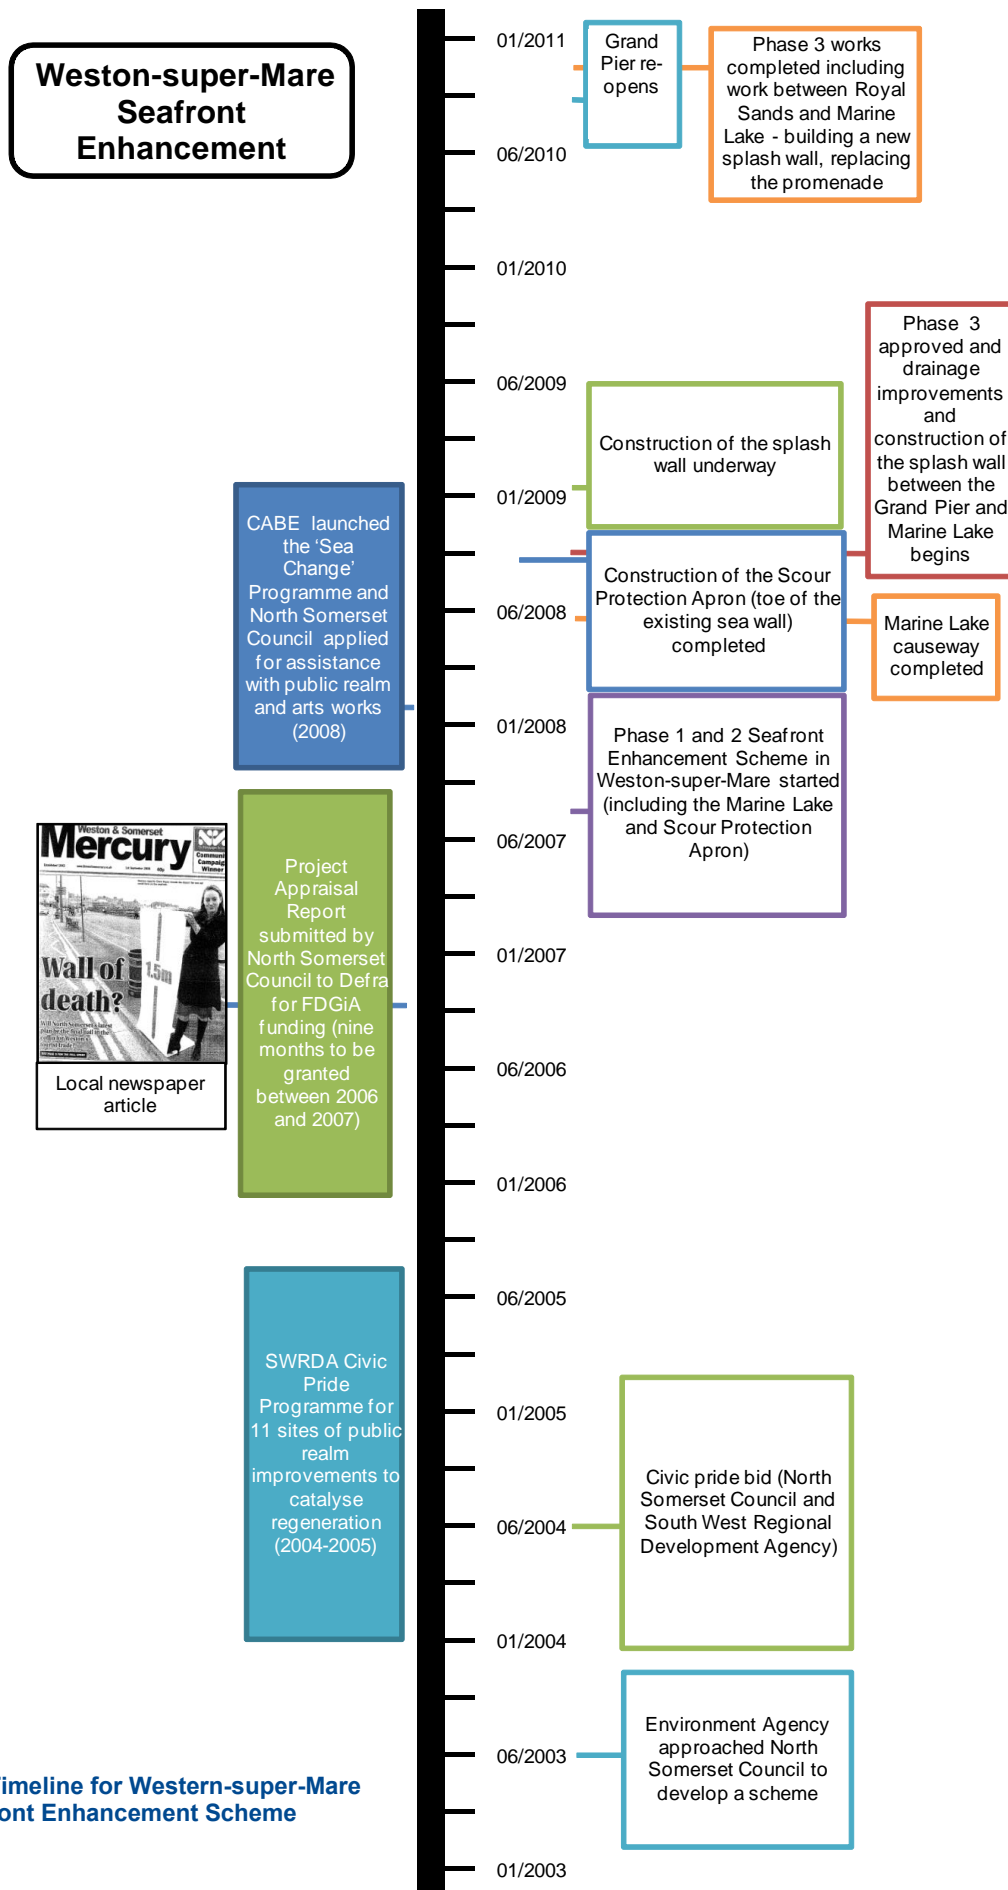 Weston-super-Mare
Seafront
Enhancement
01/2011
06/2010
01/2010
06/2009
01/2009
06/2008
01/2008
06/2007
01/2007
06/2006
01/2006
06/2005
01/2005
06/2004
01/2004
06/2003
01/2003
Grand
Pier re-
opens
Phase 3 works
completed including
work between Royal
Sands and Marine
Lake - building a new
splash wall, replacing
the promenade
Phase 3
approved and
drainage
improvements
and
construction of
the splash wall
between the
Grand Pier and
Marine Lake
begins
Construction of the splash
wall underway
CABE launched
the ‘Sea
Change’
Programme and
North Somerset
Council applied
for assistance
with public realm
and arts works
(2008)
Construction of the Scour
Protection Apron (toe of the
existing sea wall)
completed
Marine Lake
causeway
completed
Phase 1 and 2 Seafront
Enhancement Scheme in
Weston-super-Mare started
(including the Marine Lake
and Scour Protection
Apron)
Weston & Somerset
Mercury
Community
Campaign
Winner
1.5m
Wall of
death?
Local newspaper
article
Project
Appraisal
Report
submitted by
North Somerset
Council to Defra
for FDGiA
funding (nine
months to be
granted
between 2006
and 2007)
SWRDA Civic
Pride
Programme for
11 sites of public
realm
improvements to
catalyse
regeneration
(2004-2005)
Civic pride bid (North
Somerset Council and
South West Regional
Development Agency)
Environment Agency
approached North
Somerset Council to
develop a scheme
Timeline for Western-super-Mare
ont Enhancement Scheme